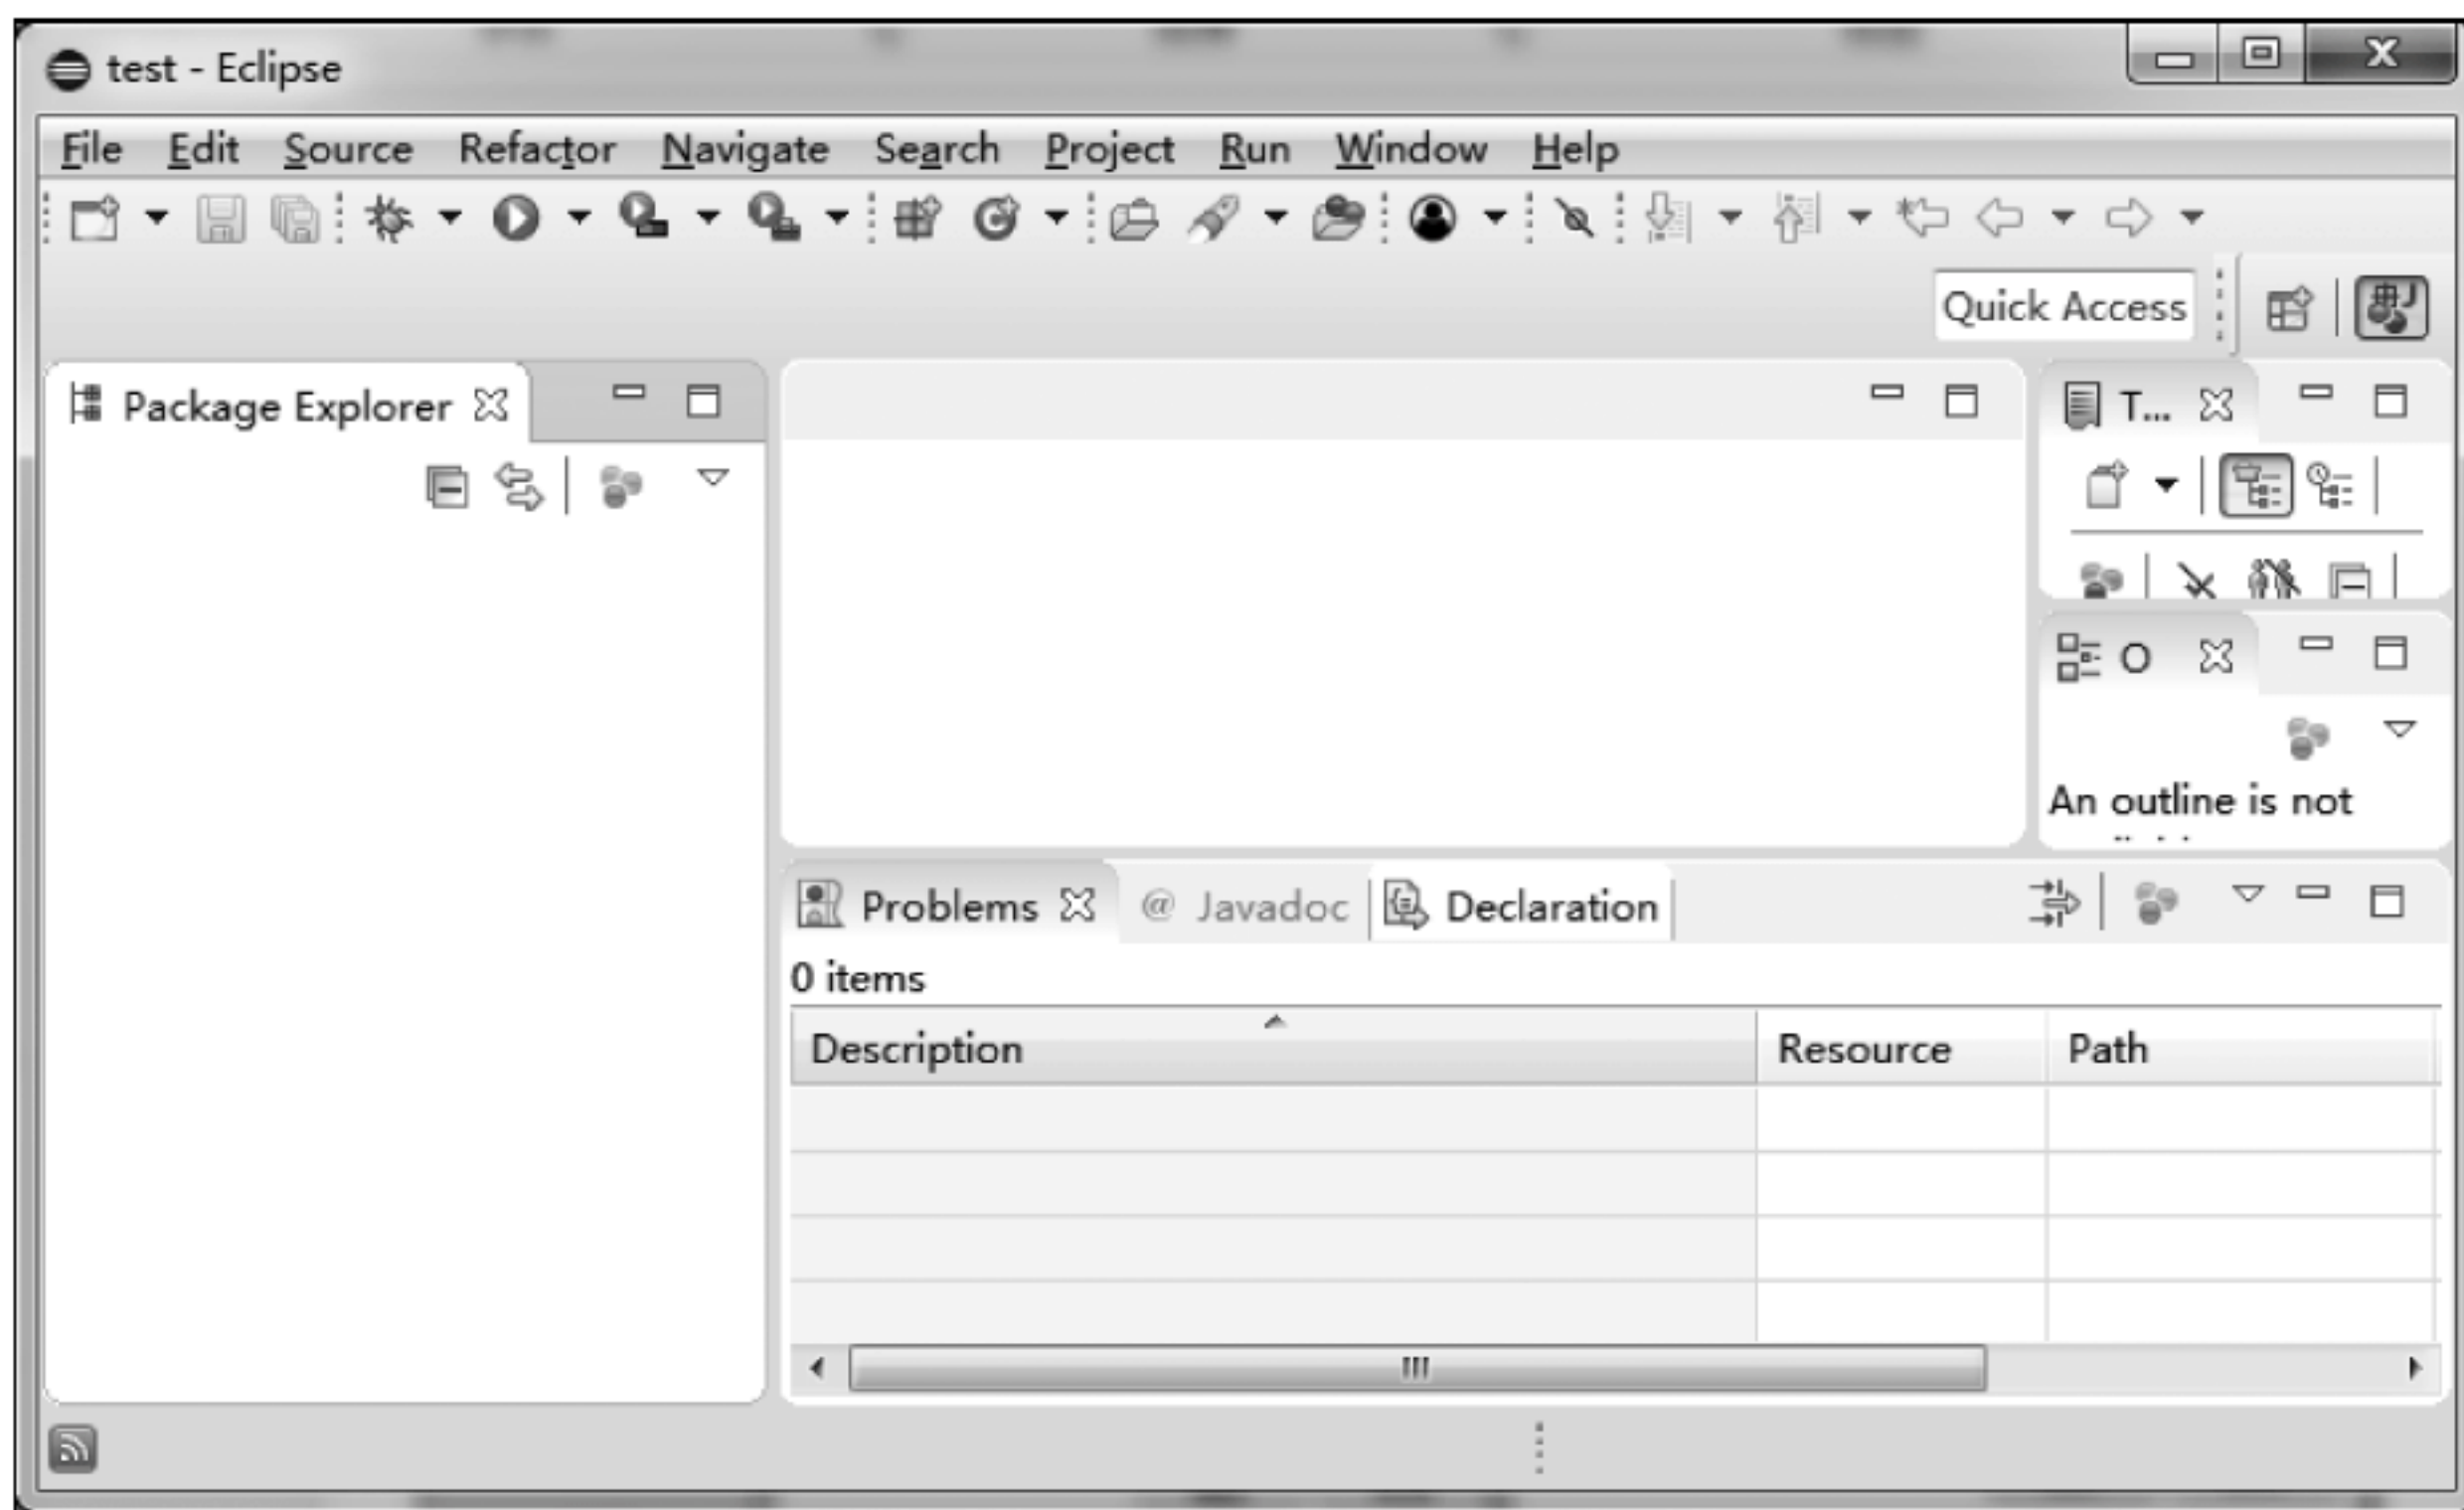 test - Eclipse
File Edit Source Refactor Navigate Search Project Run Window Help
Quick Access
Package Explorer
T...
O
An outline is not
Problems @ Javadoc Declaration
0 items
Description Resource Path